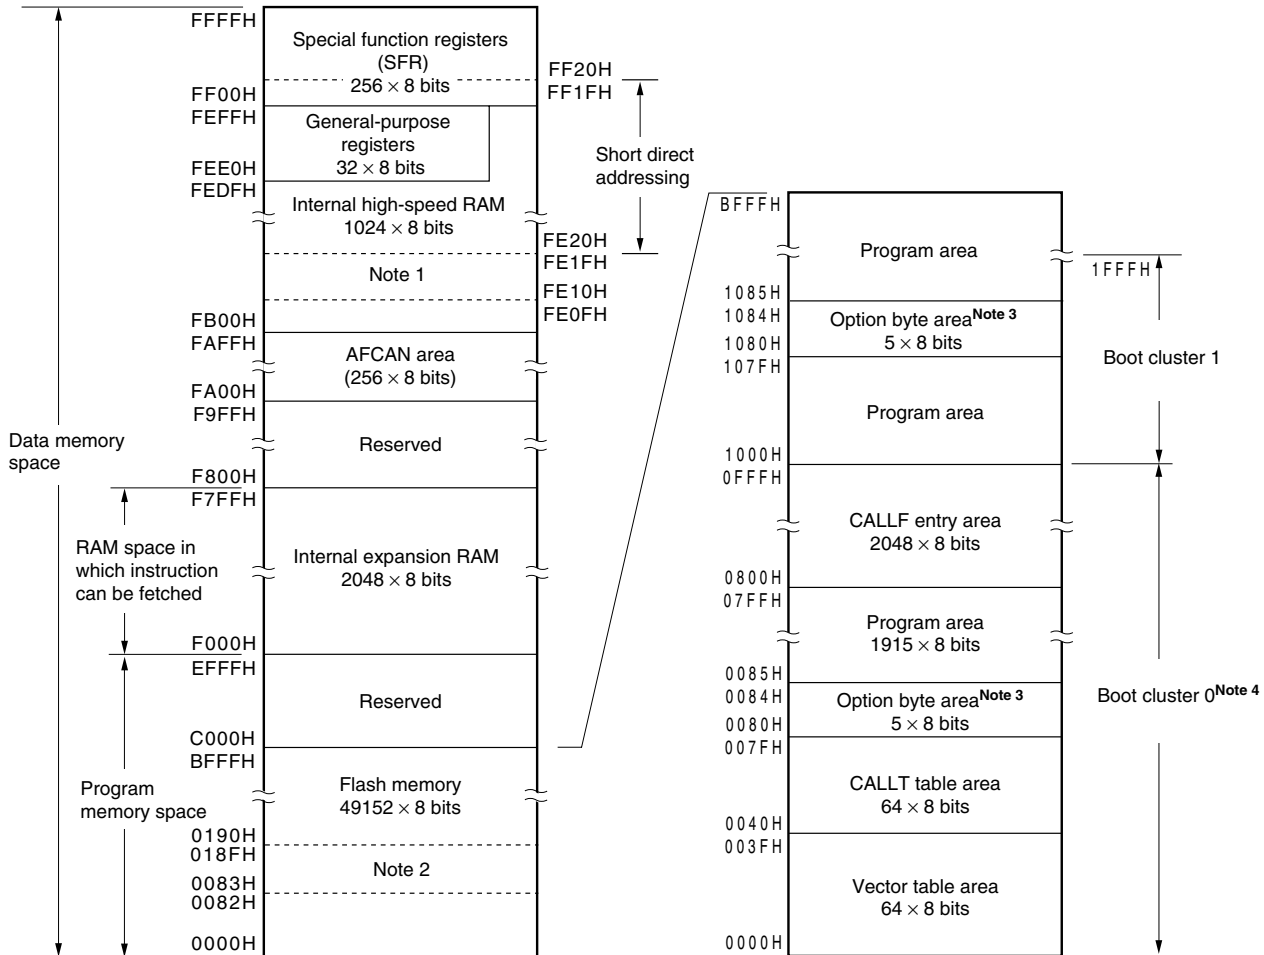 FFFFH
Special function registers
(SFR)
256 × 8 bits
FF20H
FF1FH
FF00H
FEFFH
General-purpose
registers
32 × 8 bits
Short direct
addressing
FEE0H
FEDFH
Internal high-speed RAM
1024 × 8 bits
FE20H
FE1FH
Note 1
FE10H
FE0FH
FB00H
FAFFH
AFCAN area
(256 × 8 bits)
FA00H
F9FFH
Data memory
space
Reserved
F800H
F7FFH
RAM space in
which instruction
can be fetched
Internal expansion RAM
2048 × 8 bits
F000H
EFFFH
Reserved
C000H
BFFFH
Program
memory space
Flash memory
49152 × 8 bits
0190H
018FH
Note 2
0083H
0082H
0000H
BFFFH
Program area
1FFFH
1085H
1084H
Option byte area Note 3
5 × 8 bits
1080H
107FH
Boot cluster 1
Program area
1000H
0FFFH
CALLF entry area
2048 × 8 bits
0800H
07FFH
Program area
1915 × 8 bits
0085H
0084H
Option byte area Note 3
5 × 8 bits
Boot cluster 0 Note 4
0080H
007FH
CALLT table area
64 × 8 bits
0040H
003FH
Vector table area
64 × 8 bits
0000H